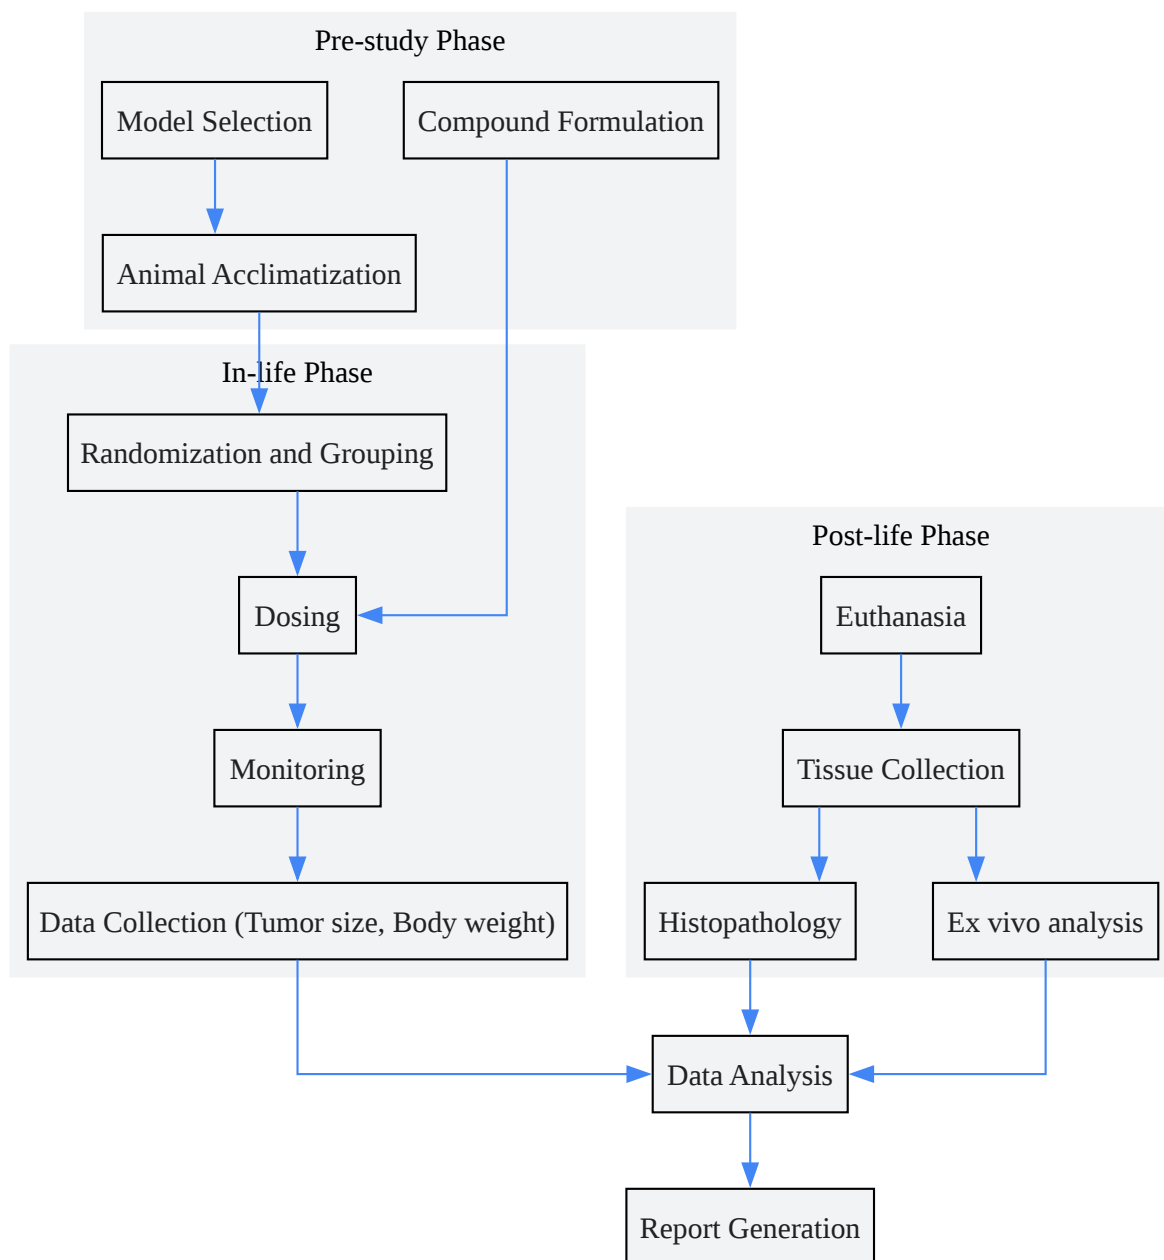 Pre-study Phase
Model Selection
Compound Formulation
Animal Acclimatization
In-life Phase
Randomization and Grouping
Dosing
Monitoring
Data Collection (Tumor size, Body weight)
Post-life Phase
Euthanasia
Tissue Collection
Histopathology
Ex vivo analysis
Data Analysis
Report Generation